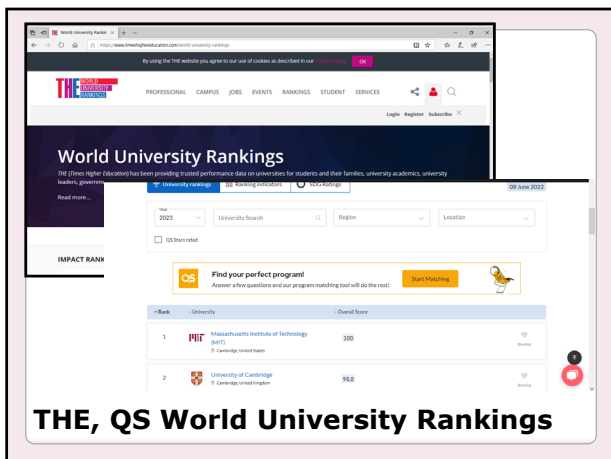 World University Rankin
https://www.timeshighereducation.com/world-university-rankings
By using the THE website you agree to our use of cookies as described in our OK
THE WORLD UNIVERSITY RANKINGS
PROFESSIONAL CAMPUS JOBS EVENTS RANKINGS STUDENT SERVICES
Login Register Subscribe
World University Rankings
THE (Times Higher Education) has been providing trusted performance data on universities for students and their families, university academics, university
leaders, governm
Read more...
IMPACT RANK
University rankings Ranking indicators SDG Ratings
08 June 2022
Year
2023 University Search Region Location
QS Stars rated
QS
Find your perfect program!
Answer a few questions and our program matching tool will do the rest!
Start Matching
Rank University Overall Score
1 Massachusetts Institute of Technology
(MIT) 100
Cambridge, United States
Shortlist
2 University of Cambridge 98.8
Cambridge, United Kingdom
Shortlist
THE, QS World University Rankings